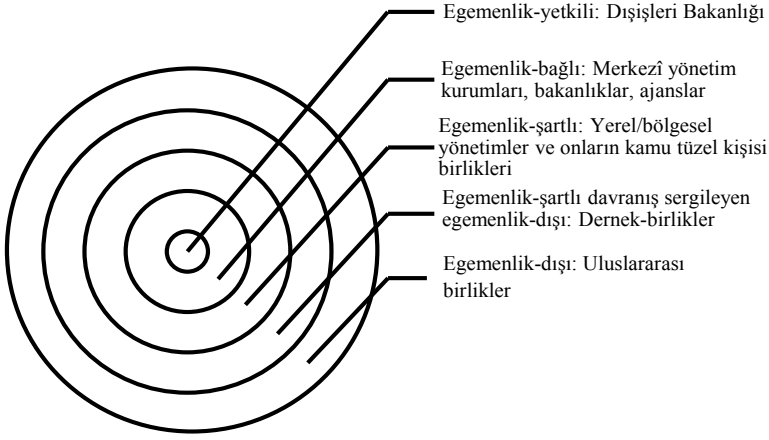 Egemenlik-yetkili: Dışişleri Bakanlığı
Egemenlik-bağlı: Merkezî yönetim
kurumları, bakanlıklar, ajanslar
Egemenlik-şartlı: Yerel/bölgesel
yönetimler ve onların kamu tüzel kişisi
birlikleri
Egemenlik-şartlı davranış sergileyen
egemenlik-dışı: Dernek-birlikler
Egemenlik-dışı: Uluslararası
birlikler